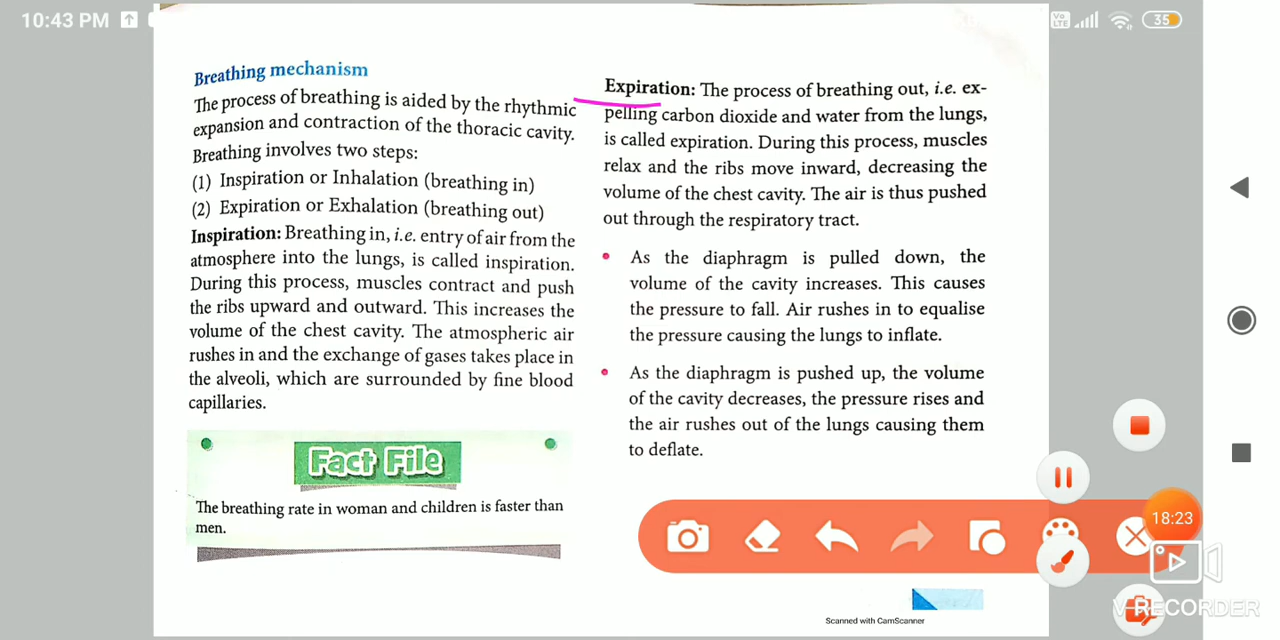 10:43 PM
Vo
LTE
35
Breathing mechanism
The process of breathing is aided by the rhythmic
expansion and contraction of the thoracic cavity.
Breathing involves two steps:
(1) Inspiration or Inhalation (breathing in)
(2) Expiration or Exhalation (breathing out)
Inspiration: Breathing in, i.e. entry of air from the
atmosphere into the lungs, is called inspiration.
During this process, muscles contract and push
the ribs upward and outward. This increases the
volume of the chest cavity. The atmospheric air
rushes in and the exchange of gases takes place in
the alveoli, which are surrounded by fine blood
capillaries.
Fact File
The breathing rate in woman and children is faster than
men.
Expiration: The process of breathing out, i.e. ex-
pelling carbon dioxide and water from the lungs,
is called expiration. During this process, muscles
relax and the ribs move inward, decreasing the
volume of the chest cavity. The air is thus pushed
out through the respiratory tract.
• As the diaphragm is pulled down, the
volume of the cavity increases. This causes
the pressure to fall. Air rushes in to equalise
the pressure causing the lungs to inflate.
• As the diaphragm is pushed up, the volume
of the cavity decreases, the pressure rises and
the air rushes out of the lungs causing them
to deflate.
18:23
V RECORDER
Scanned with CamScanner